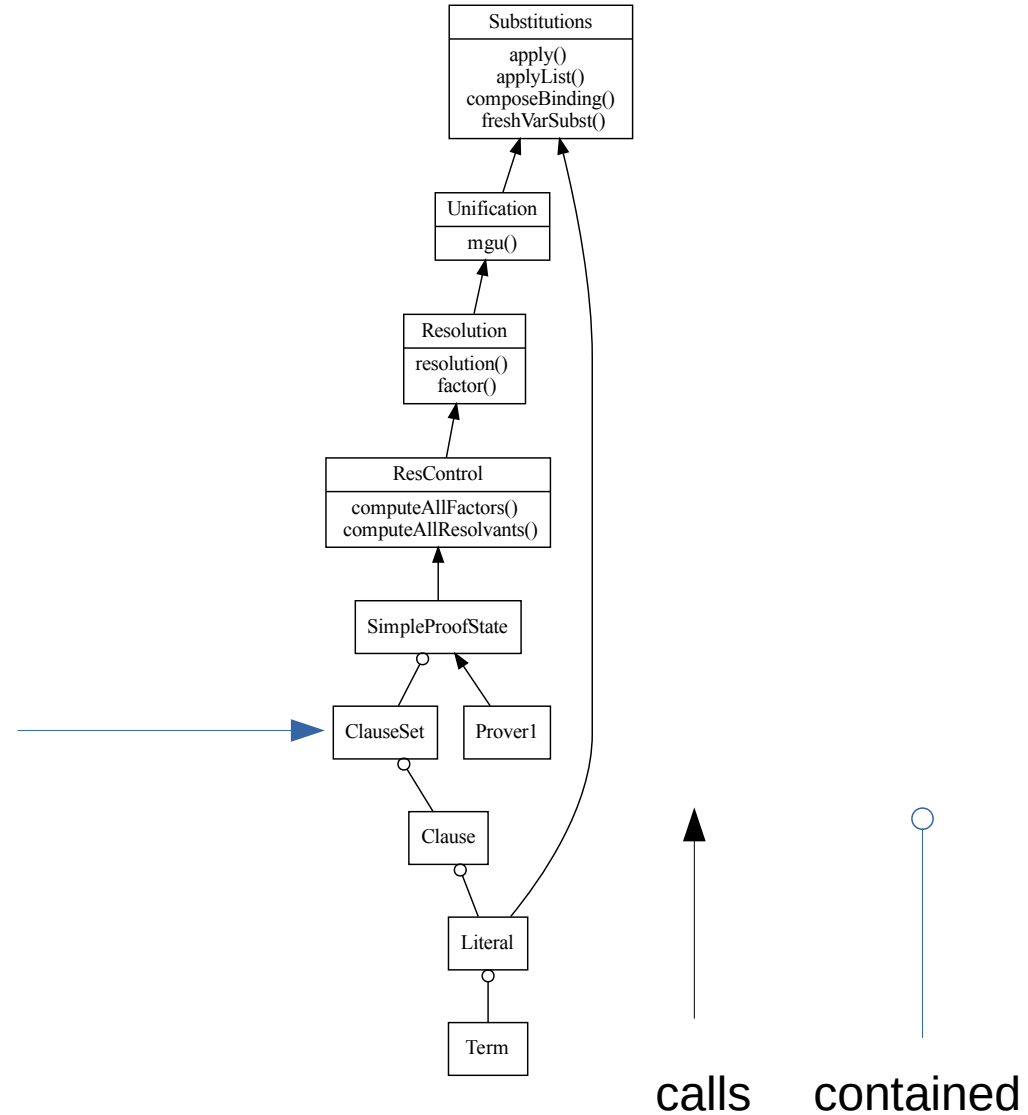 Substitutions
apply()
applyList()
composeBinding()
freshVarSubst()
Unification
mgu()
Resolution
resolution()
factor()
ResControl
computeAllFactors()
computeAllResolvants()
SimpleProofState
ClauseSet
Prover1
Clause
Literal
Term
calls
contained